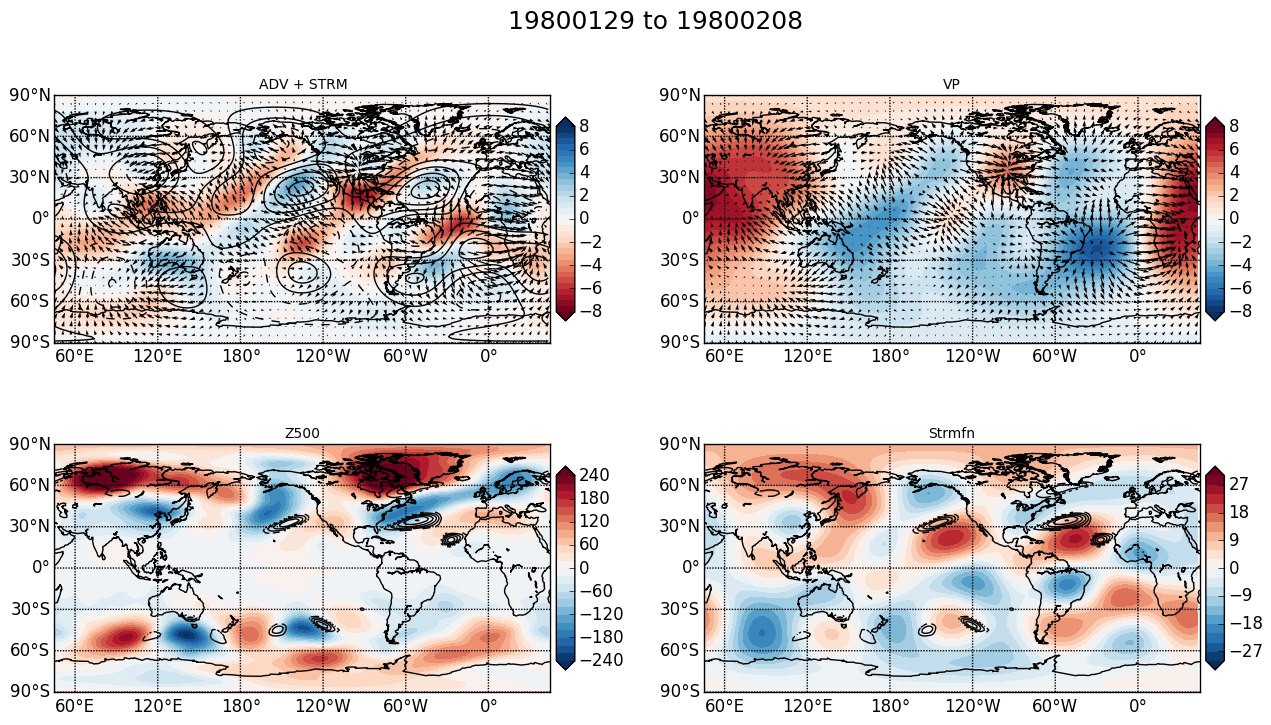 19800129 to 19800208
ADV + STRM
90°N
60°N
30°N
0°
30°S
60°S
90°S
60°E 120°E 180° 120°W 60°W 0°
8
6
4
2
0
−2
−4
−6
−8
VP
90°N
60°N
30°N
0°
30°S
60°S
90°S
60°E 120°E 180° 120°W 60°W 0°
8
6
4
2
0
−2
−4
−6
−8
Z500
90°N
60°N
30°N
0°
30°S
60°S
90°S
60°E 120°E 180° 120°W 60°W 0°
240
180
120
60
0
−60
−120
−180
−240
Strmfn
90°N
60°N
30°N
0°
30°S
60°S
90°S
60°E 120°E 180° 120°W 60°W 0°
27
18
9
0
−9
−18
−27